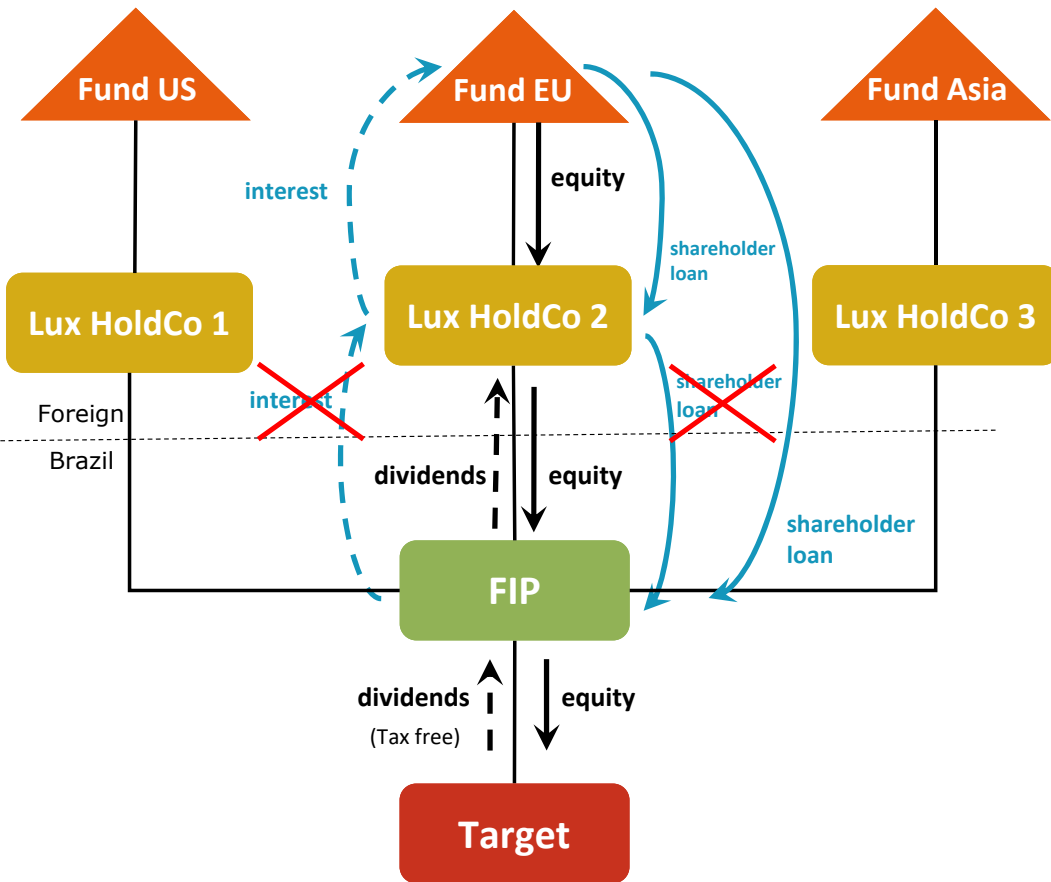 Fund US
Fund EU
Fund Asia
interest
equity
shareholder
loan
Lux HoldCo 1
Lux HoldCo 2
Lux HoldCo 3
interest
shareholder
loan
Foreign
Brazil
dividends
equity
shareholder
loan
FIP
dividends
equity
(Tax free)
Target